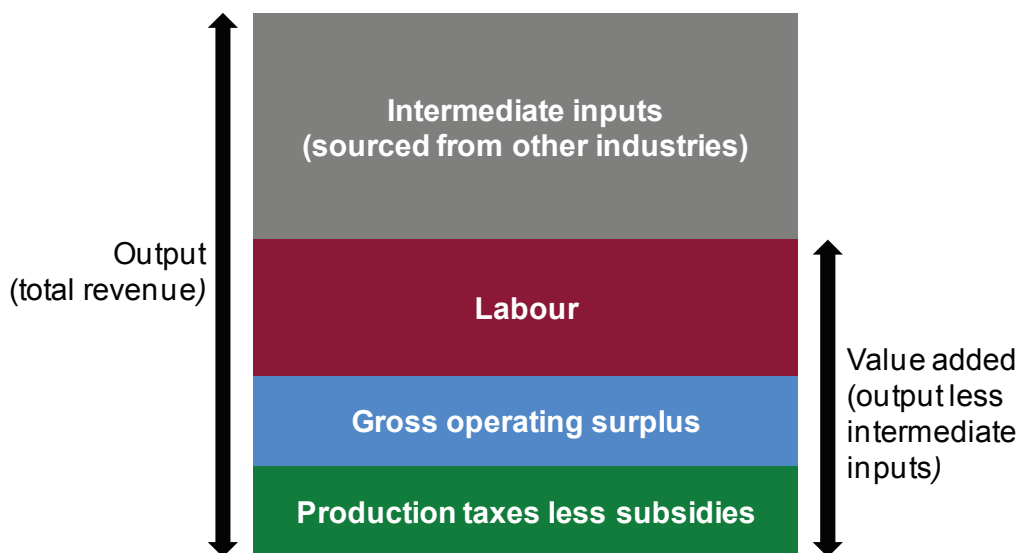 Intermediate inputs
(sourced from other industries)
Output
(total revenue)
Labour
Value added
(output less
intermediate
inputs)
Gross operating surplus
Production taxes less subsidies